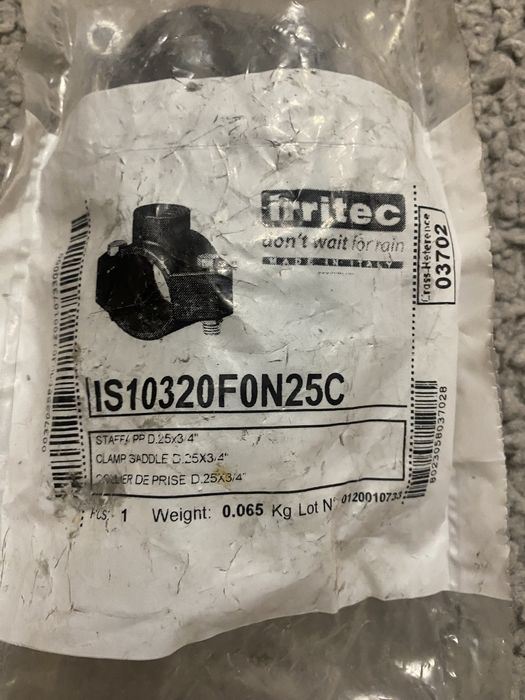 irritec
don't wait for rain
MADE IN ITALY
Cross-Reference
03702
IS10320F0N25C
STAFFA PP D.25x3/4"
CLAMP SADDLE D.25X3/4"
COLLIER DE PRISE D.25X3/4"
Pcs: 1 Weight: 0.065 Kg Lot N° 0120010733
8023058037028